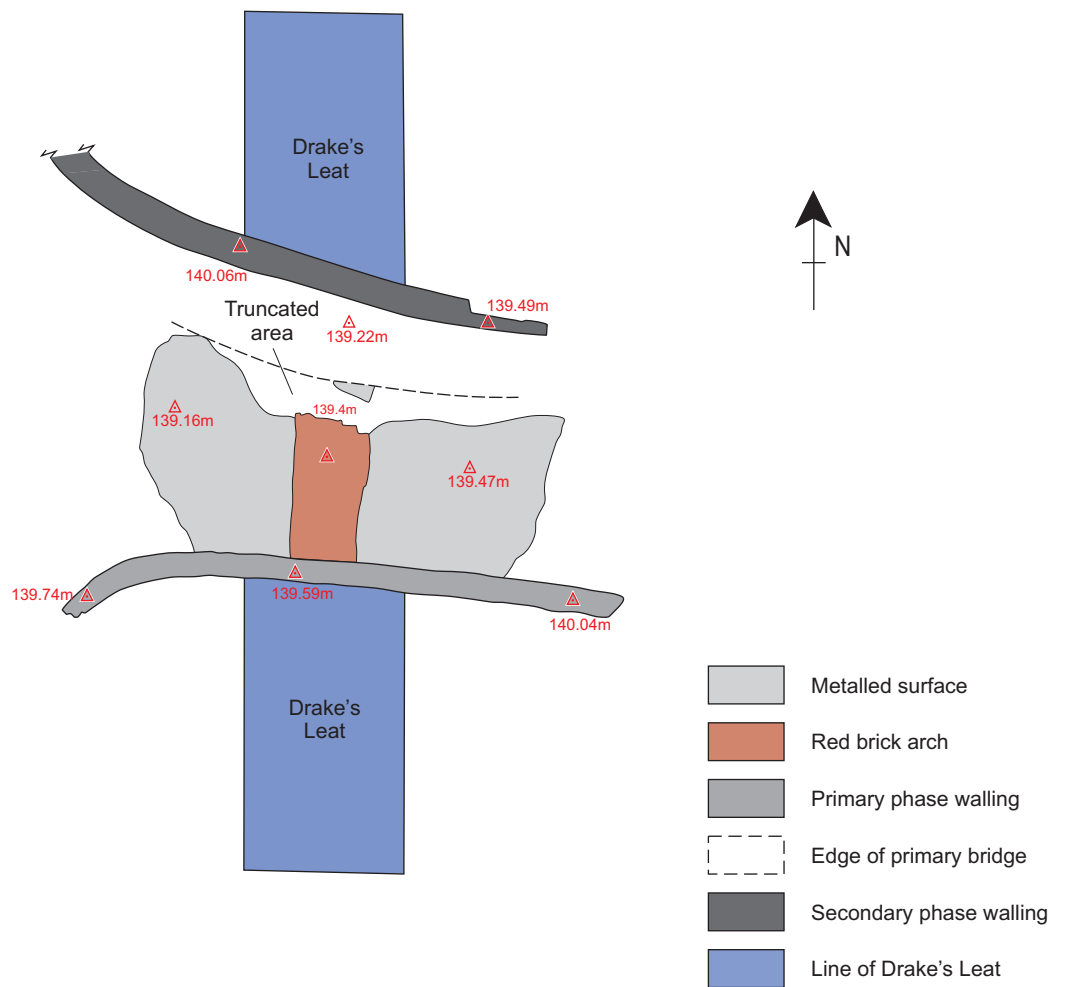 Drake's
Leat
N
140.06m
139.49m
Truncated
area
139.22m
139.4m
139.16m
139.47m
139.74m
139.59m
140.04m
Drake's
Leat
Metalled surface
Red brick arch
Primary phase walling
Edge of primary bridge
Secondary phase walling
Line of Drake's Leat